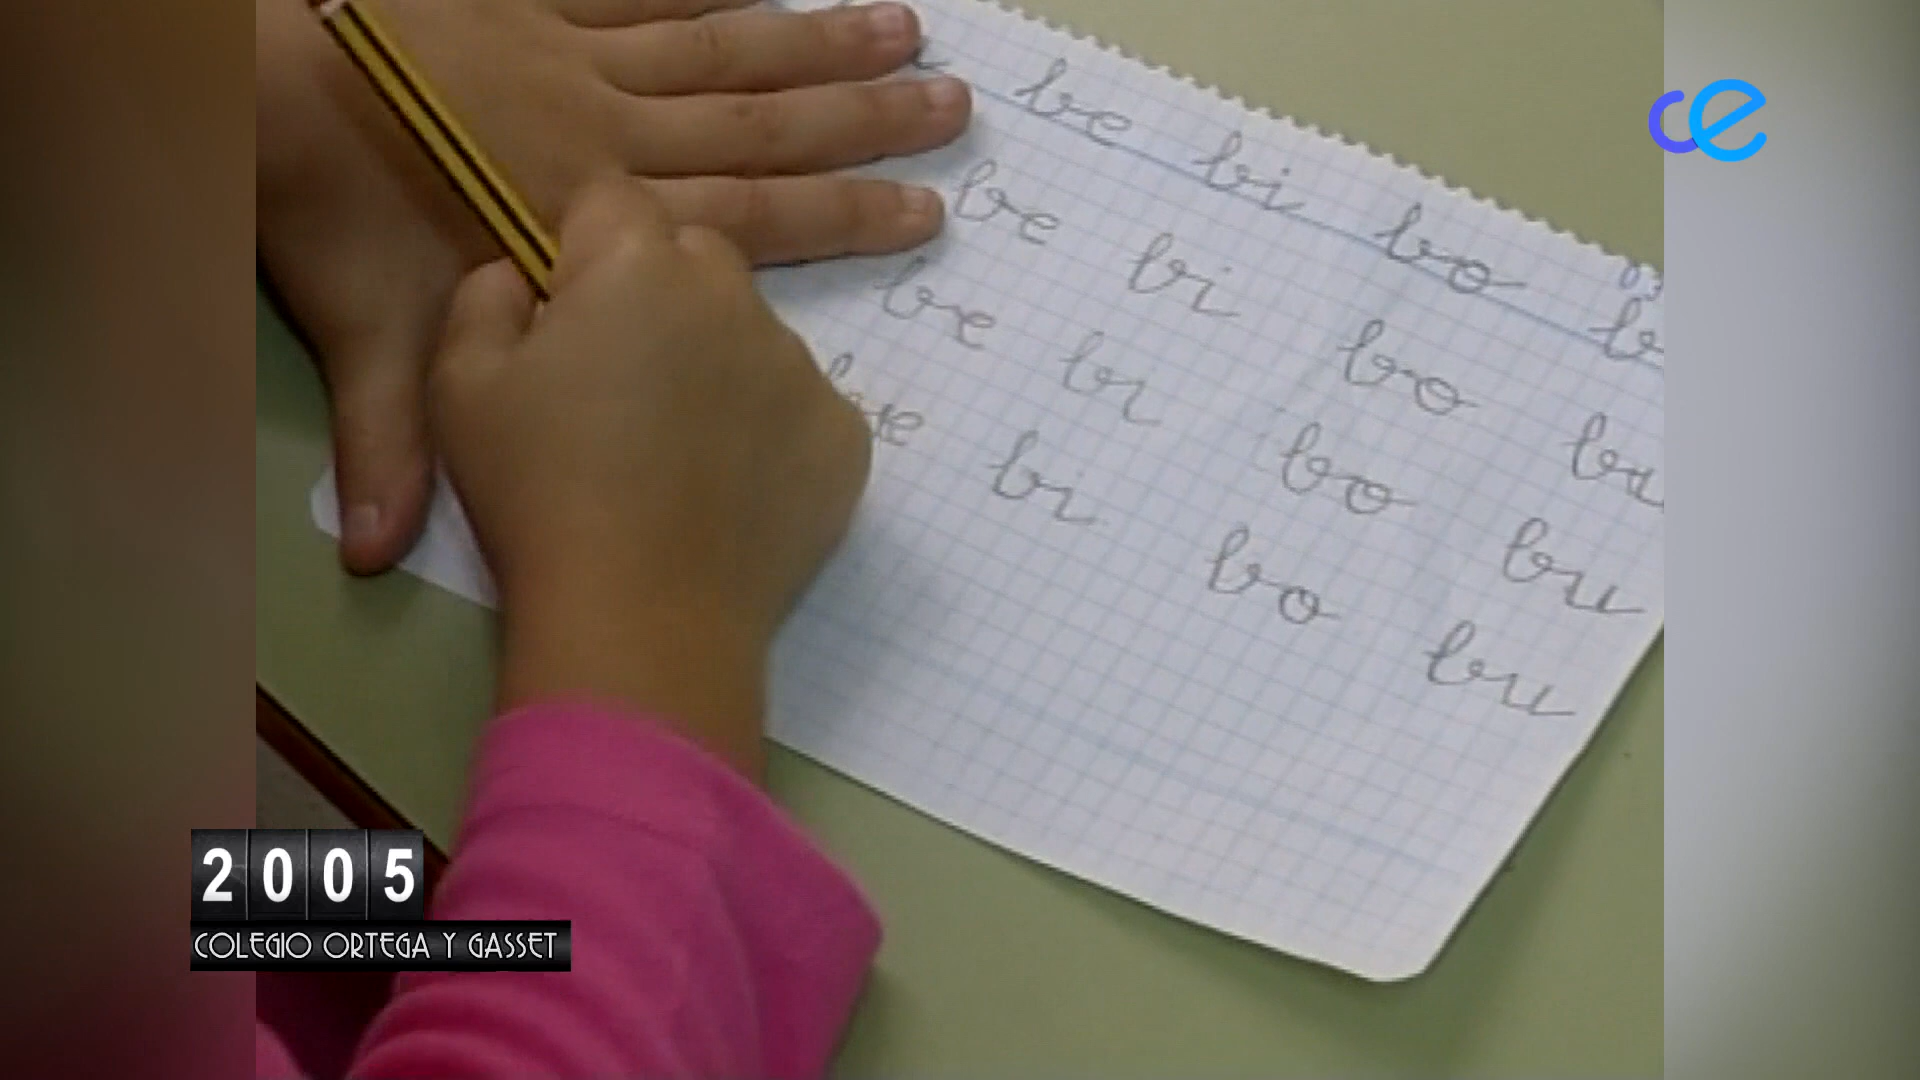 ce
be bi bo
be bi bo bu
be bi bo bu
be bi bo bu
2005
COLEGIO ORTEGA Y GASSET